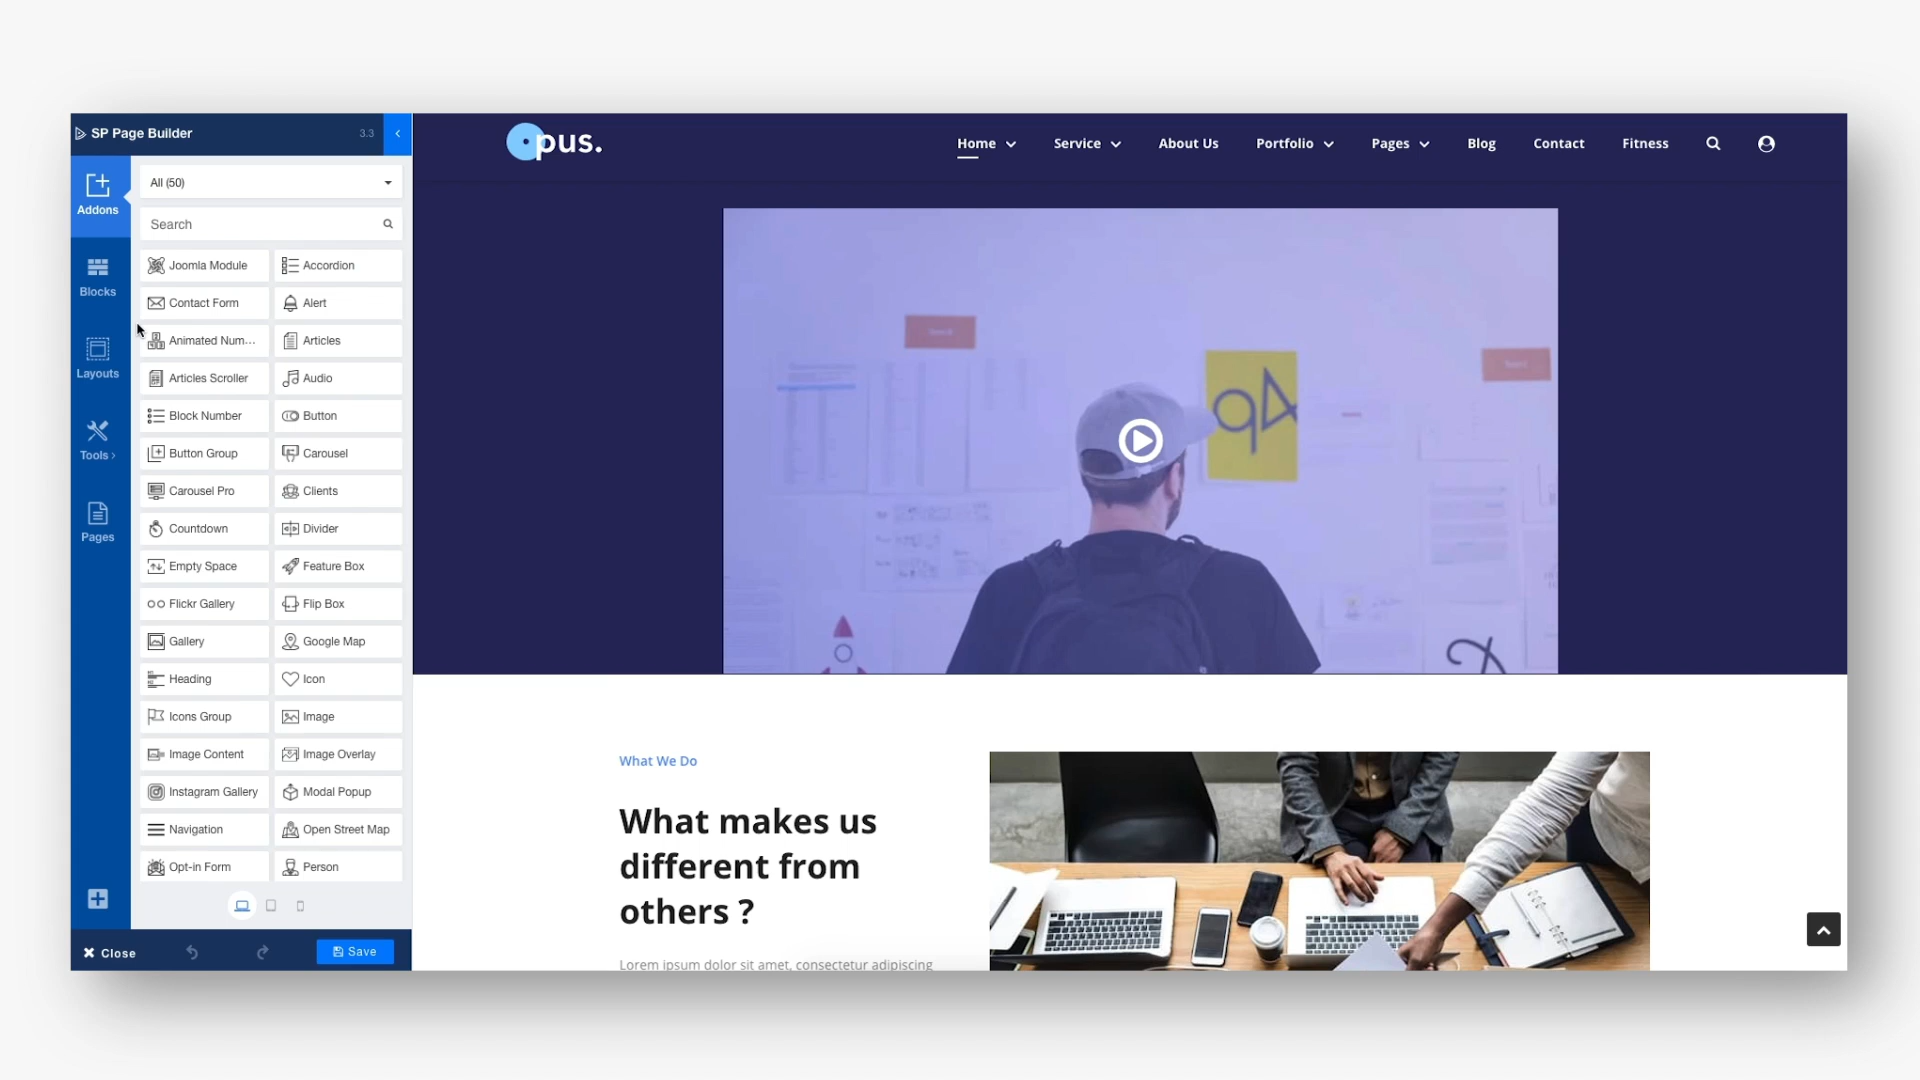 SP Page Builder
3.3
Addons
Blocks
Layouts
Tools ›
Pages
All (50)
Search
Joomla Module
Accordion
Contact Form
Alert
Animated Num...
Articles
Articles Scroller
Audio
Block Number
Button
Button Group
Carousel
Carousel Pro
Clients
Countdown
Divider
Empty Space
Feature Box
Flickr Gallery
Flip Box
Gallery
Google Map
Heading
Icon
Icons Group
Image
Image Content
Image Overlay
Instagram Gallery
Modal Popup
Navigation
Open Street Map
Opt-in Form
Person
Close
Save
Opus.
Home
Service
About Us
Portfolio
Pages
Blog
Contact
Fitness
What We Do
What makes us
different from
others ?
Lorem ipsum dolor sit amet, consectetur adipiscing